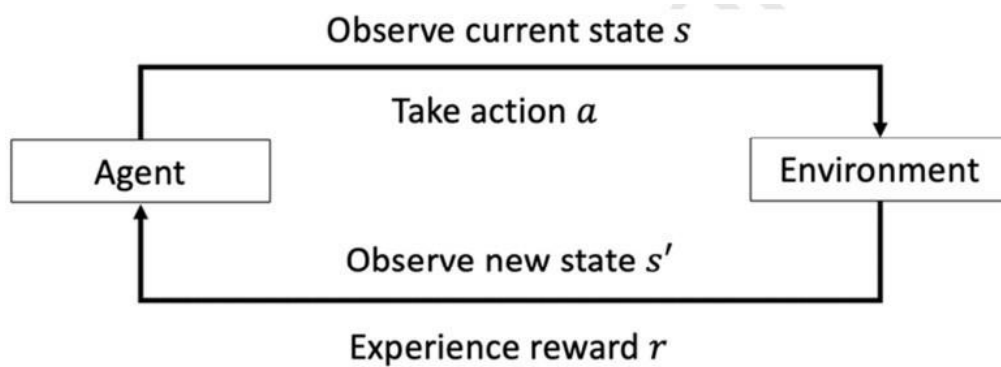 Observe current state s
Take action a
Agent
Environment
Observe new state s′
Experience reward r